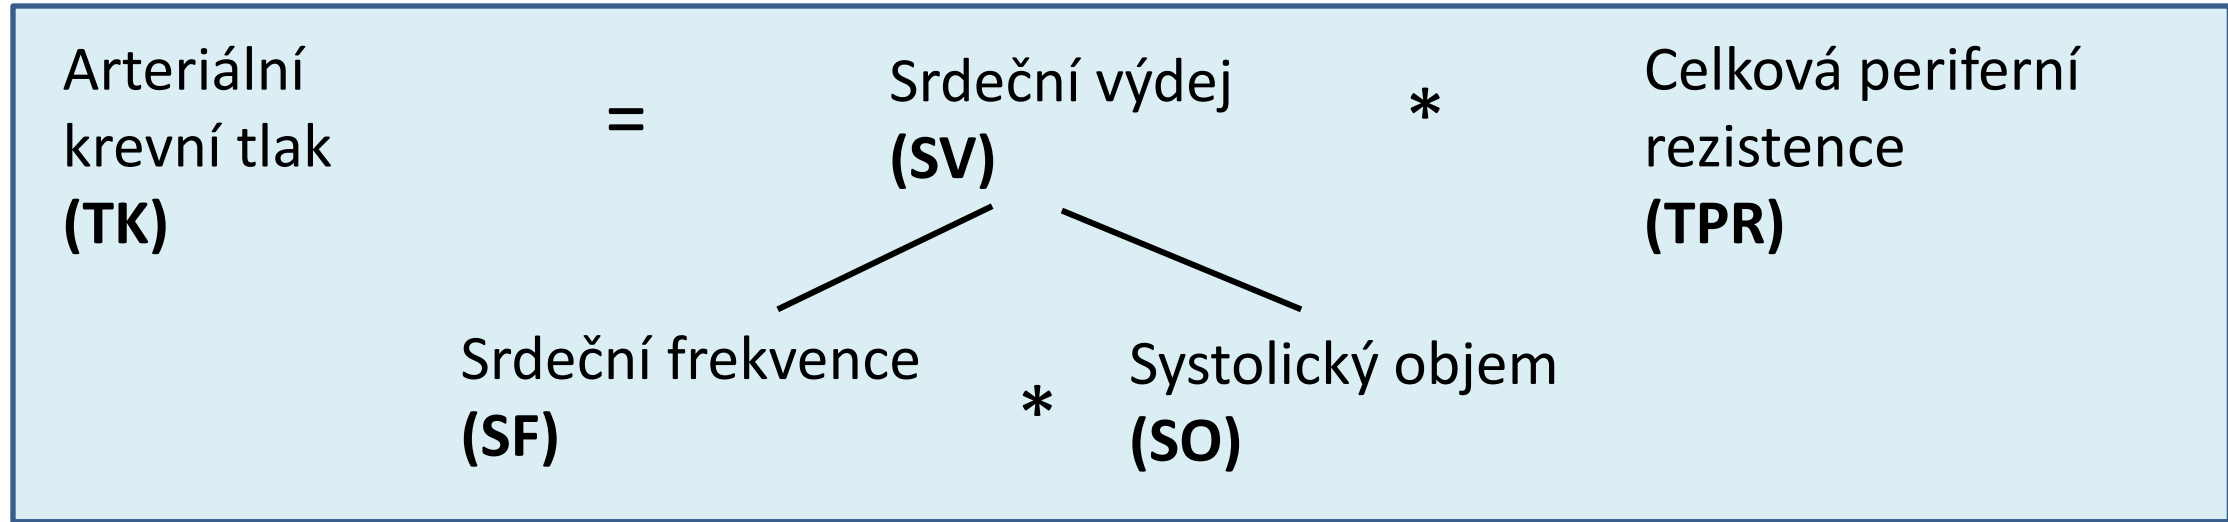 Arteriální
krevní tlak
(TK)
=
Srdeční výdej
(SV)
*
Celková periferní
rezistence
(TPR)
Srdeční frekvence
(SF)
*
Systolický objem
(SO)